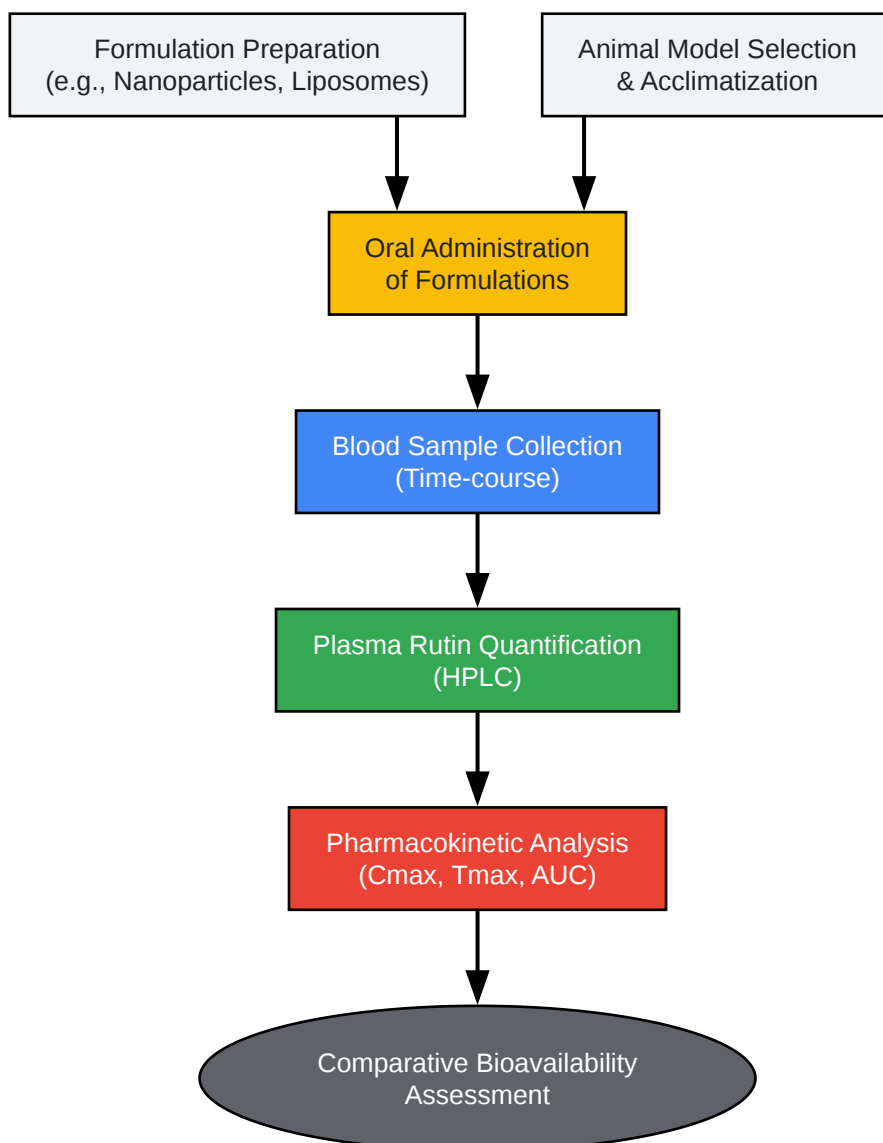 Formulation Preparation
(e.g., Nanoparticles, Liposomes)
Animal Model Selection
& Acclimatization
Oral Administration
of Formulations
Blood Sample Collection
(Time-course)
Plasma Rutin Quantification
(HPLC)
Pharmacokinetic Analysis
(Cmax, Tmax, AUC)
Comparative Bioavailability
Assessment